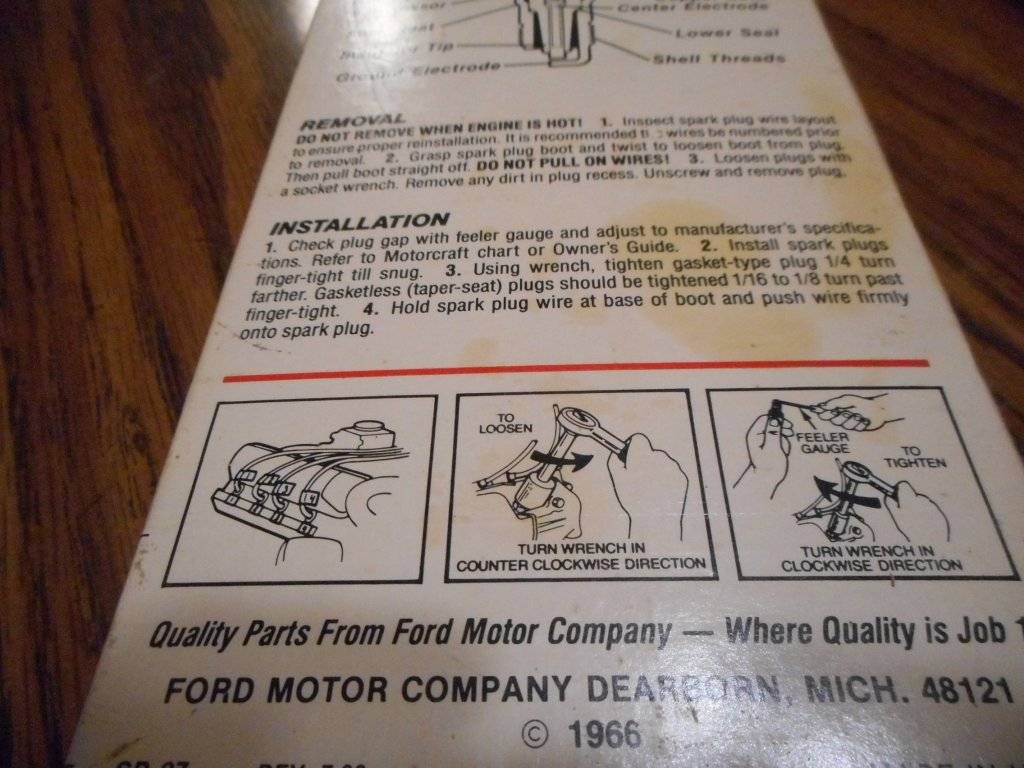 Center Electrode
Lower Seal
Tip
Shell Threads
Ground Electrode
REMOVAL
DO NOT REMOVE WHEN ENGINE IS HOT! 1. Inspect spark plug wire layout
to ensure proper reinstallation. It is recommended wires be numbered prior
to removal. 2. Grasp spark plug boot and twist to loosen boot from plug.
Then pull boot straight off. DO NOT PULL ON WIRES! 3. Loosen plugs with
a socket wrench. Remove any dirt in plug recess. Unscrew and remove plug.
INSTALLATION
1. Check plug gap with feeler gauge and adjust to manufacturer's specifica-
tions. Refer to Motorcraft chart or Owner's Guide. 2. Install spark plugs
finger-tight till snug. 3. Using wrench, tighten gasket-type plug 1/4 turn
farther. Gasketless (taper-seat) plugs should be tightened 1/16 to 1/8 turn past
finger-tight. 4. Hold spark plug wire at base of boot and push wire firmly
onto spark plug.
3
4
TO
LOOSEN
TURN WRENCH IN
COUNTER CLOCKWISE DIRECTION
FEELER
GAUGE
TO
TIGHTEN
TURN WRENCH IN
CLOCKWISE DIRECTION
Quality Parts From Ford Motor Company — Where Quality is Job 1
FORD MOTOR COMPANY DEARBORN, MICH. 48121
© 1966